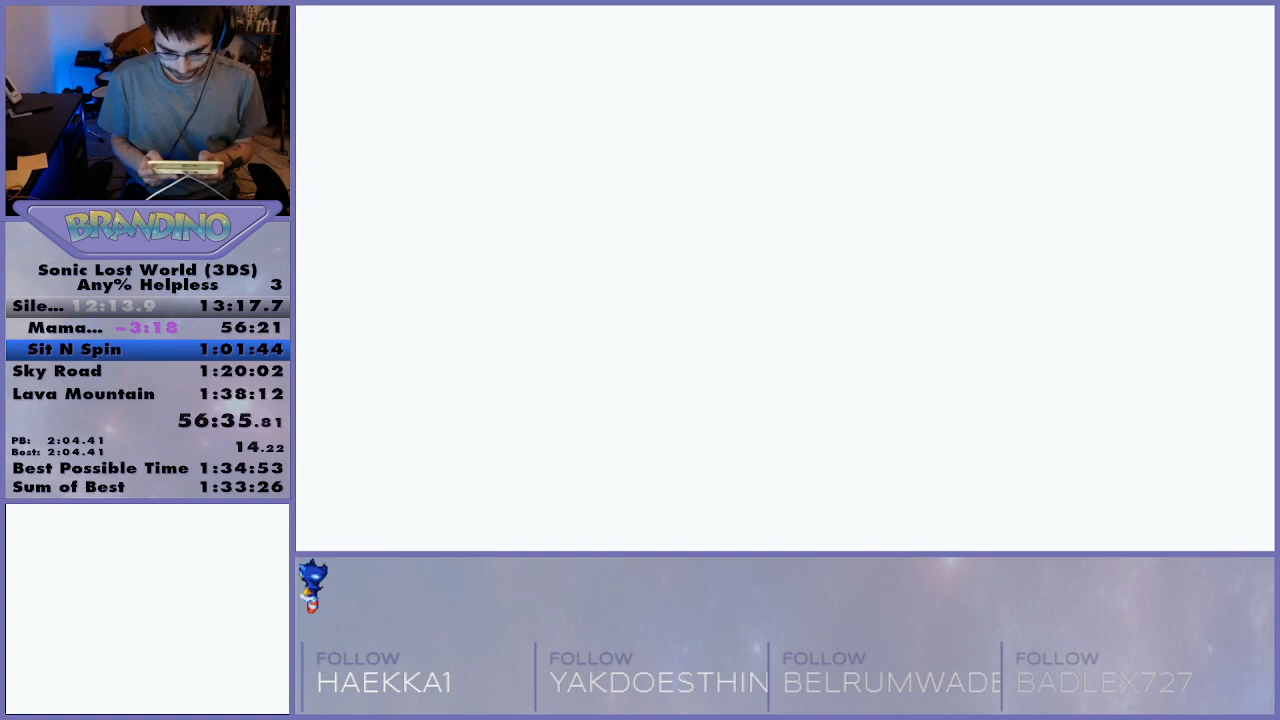 BRANDINO
Sonic Lost World (3DS)
Any% Helpless 3
Sile... 12:13.9 13:17.7
Mama... -3:18 56:21
Sit N Spin 1:01:44
Sky Road 1:20:02
Lava Mountain 1:38:12
56:35.81
PB: 2:04.41
Best: 2:04.41
14.22
Best Possible Time 1:34:53
Sum of Best 1:33:26
FOLLOW FOLLOW FOLLOW FOLLOW
HAEKKA1 YAKDOESTHIN BELRUMWADE BADLEX727